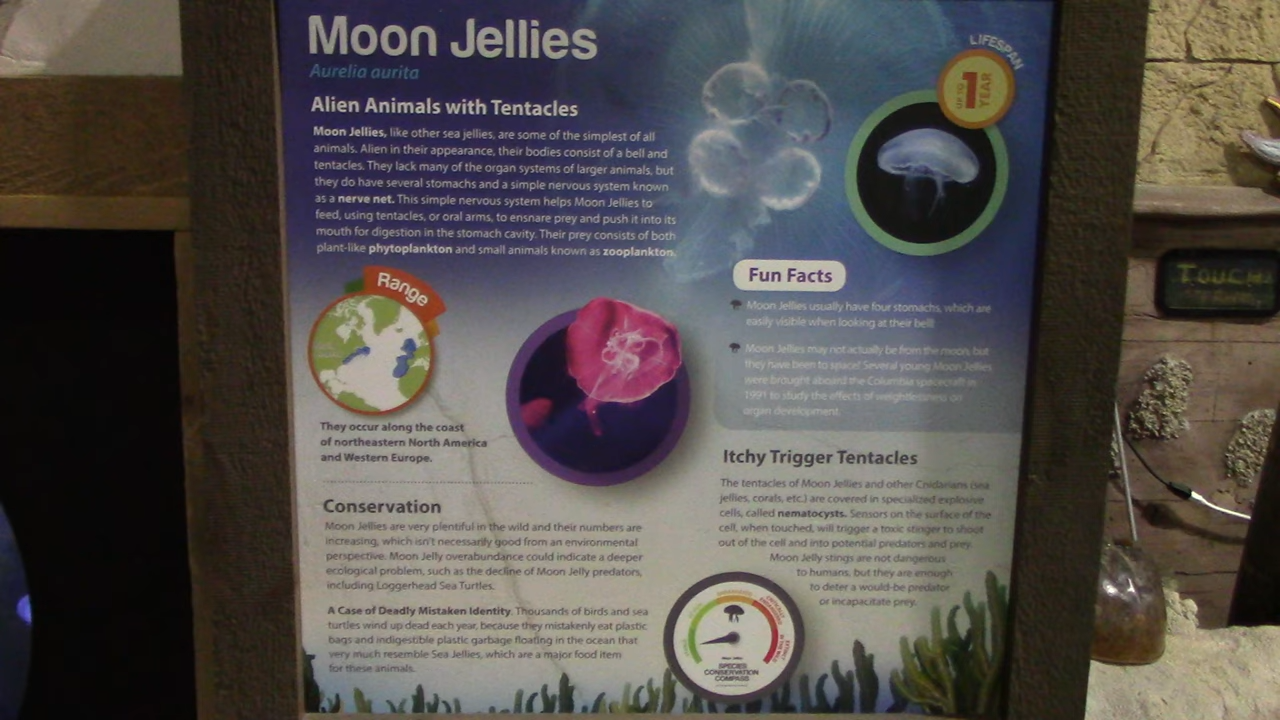 Moon Jellies
Aurelia aurita
Alien Animals with Tentacles
Moon Jellies, like other sea jellies, are some of the simplest of all
animals. Alien in their appearance, their bodies consist of a bell and
tentacles. They lack many of the organ systems of larger animals, but
they do have several stomachs and a simple nervous system known
as a nerve net. This simple nervous system helps Moon Jellies to
feed, using tentacles, or oral arms, to ensnare prey and push it into its
mouth for digestion in the stomach cavity. Their prey consists of both
plant-like phytoplankton and small animals known as zooplankton.
LIFESPAN
UP TO
1
YEAR
Range
They occur along the coast
of northeastern North America
and Western Europe.
Conservation
Moon Jellies are very plentiful in the wild and their numbers are
increasing, which isn't necessarily good from an environmental
perspective. Moon Jelly overabundance could indicate a deeper
ecological problem, such as the decline of Moon Jelly predators,
including Loggerhead Sea Turtles.
A Case of Deadly Mistaken Identity. Thousands of birds and sea
turtles wind up dead each year, because they mistakenly eat plastic
bags and indigestible plastic garbage floating in the ocean that
very much resemble Sea Jellies, which are a major food item
for these animals.
Fun Facts
Moon Jellies usually have four stomachs, which are
easily visible when looking at their bell!
Moon Jellies may not actually be from the moon, but
they have been to space! Several young Moon Jellies
were brought aboard the Columbia spacecraft in
1991 to study the effects of weightlessness on
organ development.
Itchy Trigger Tentacles
The tentacles of Moon Jellies and other Cnidarians (sea
jellies, corals, etc.) are covered in specialized explosive
cells, called nematocysts. Sensors on the surface of the
cell, when touched, will trigger a toxic stinger to shoot
out of the cell and into potential predators and prey.
Moon Jelly stings are not dangerous
to humans, but they are enough
to deter a would-be predator
or incapacitate prey.
SPECIES
CONSERVATION
COMPASS
TOUCH